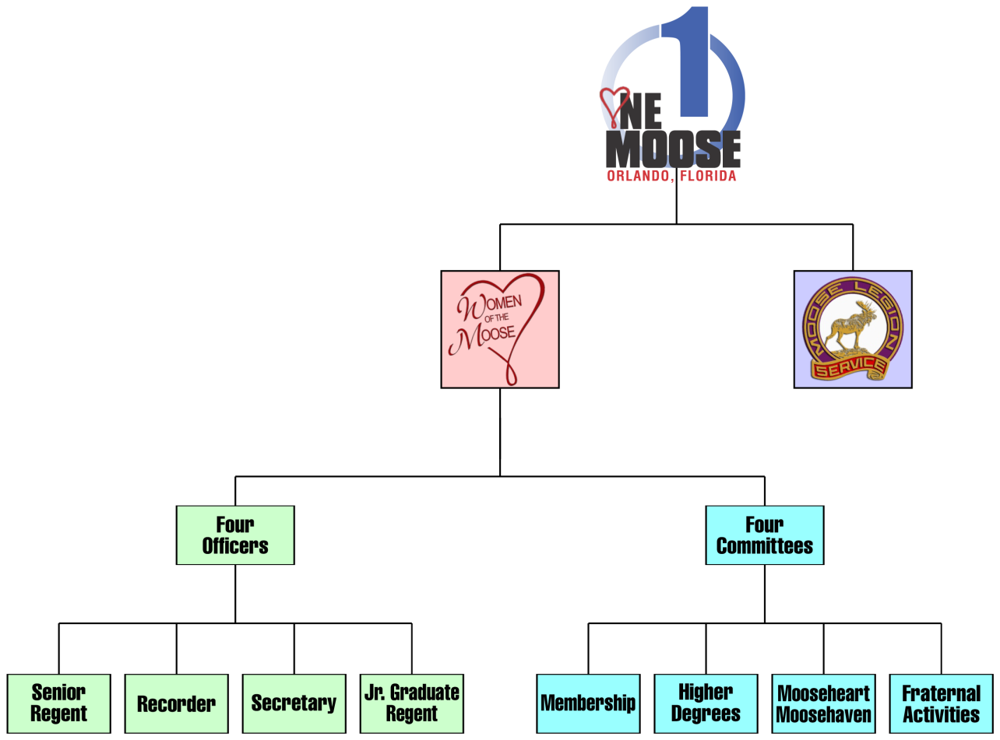 1
ONE
MOOSE
ORLANDO, FLORIDA
WOMEN
OF THE
MOOSE
MOOSE LEGION
SERVICE
Four
Officers
Four
Committees
Senior
Regent
Recorder
Secretary
Jr. Graduate
Regent
Membership
Higher
Degrees
Mooseheart
Moosehaven
Fraternal
Activities